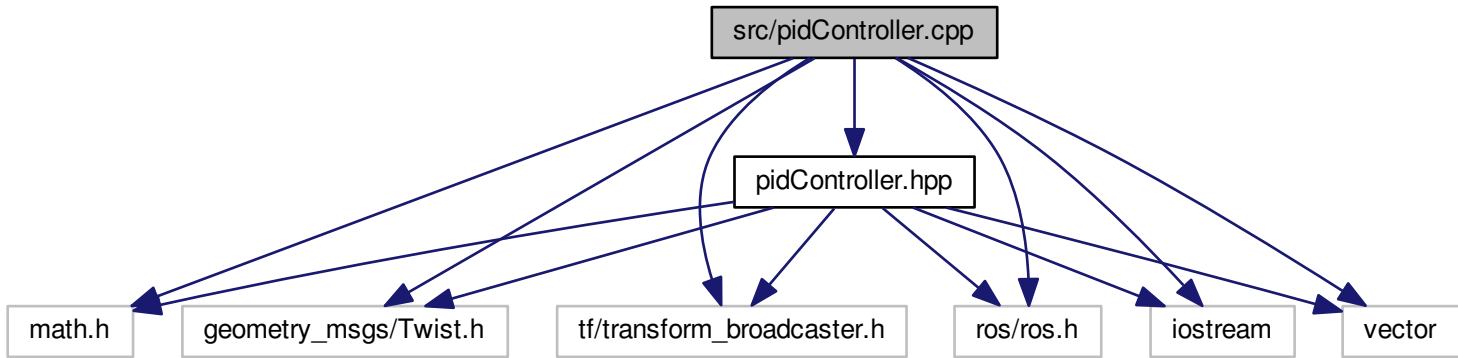 src/pidController.cpp
pidController.hpp
math.h
geometry_msgs/Twist.h
tf/transform_broadcaster.h
ros/ros.h
iostream
vector